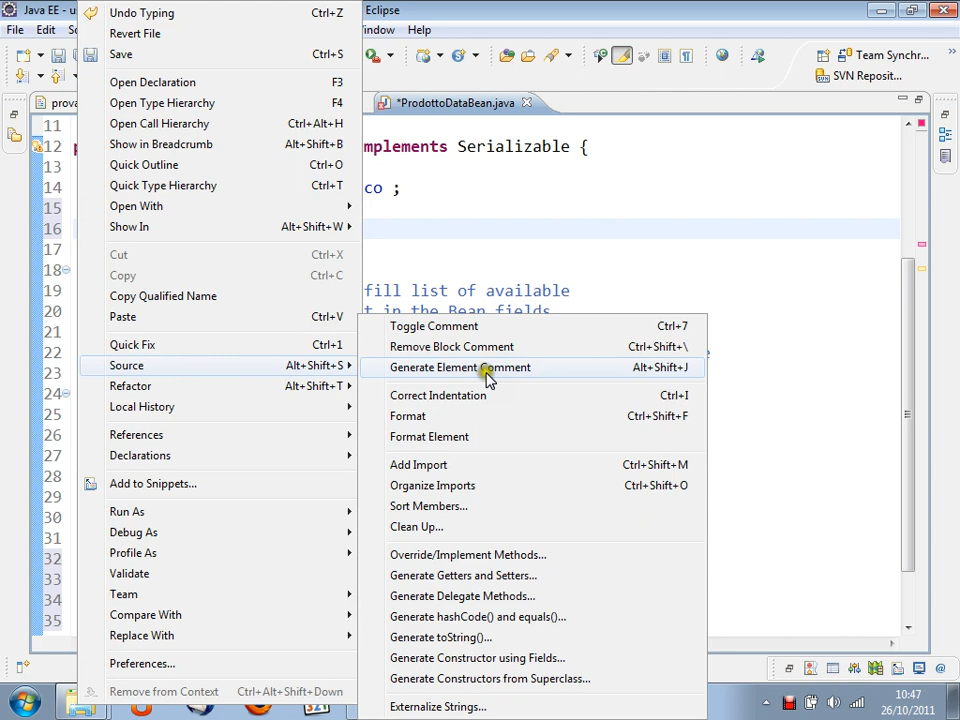 Java EE - u
Eclipse
File Edit So
indow Help
Team Synchr...
SVN Reposit...
prova
*ProdottoDataBean.java
11
12 p
mplements Serializable {
13
14
co ;
15
16
17
18
19
fill list of available
20
t in the Bean fields
21
22
23
24
25
26
27
28
29
30
31
32
33
34
35
Undo Typing Ctrl+Z
Revert File
Save Ctrl+S
Open Declaration F3
Open Type Hierarchy F4
Open Call Hierarchy Ctrl+Alt+H
Show in Breadcrumb Alt+Shift+B
Quick Outline Ctrl+O
Quick Type Hierarchy Ctrl+T
Open With
Show In Alt+Shift+W
Cut Ctrl+X
Copy Ctrl+C
Copy Qualified Name
Paste Ctrl+V
Quick Fix Ctrl+1
Source Alt+Shift+S
Refactor Alt+Shift+T
Local History
References
Declarations
Add to Snippets...
Run As
Debug As
Profile As
Validate
Team
Compare With
Replace With
Preferences...
Remove from Context Ctrl+Alt+Shift+Down
Toggle Comment Ctrl+7
Remove Block Comment Ctrl+Shift+\
Generate Element Comment Alt+Shift+J
Correct Indentation Ctrl+I
Format Ctrl+Shift+F
Format Element
Add Import Ctrl+Shift+M
Organize Imports Ctrl+Shift+O
Sort Members...
Clean Up...
Override/Implement Methods...
Generate Getters and Setters...
Generate Delegate Methods...
Generate hashCode() and equals()...
Generate toString()...
Generate Constructor using Fields...
Generate Constructors from Superclass...
Externalize Strings...
10:47
26/10/2011